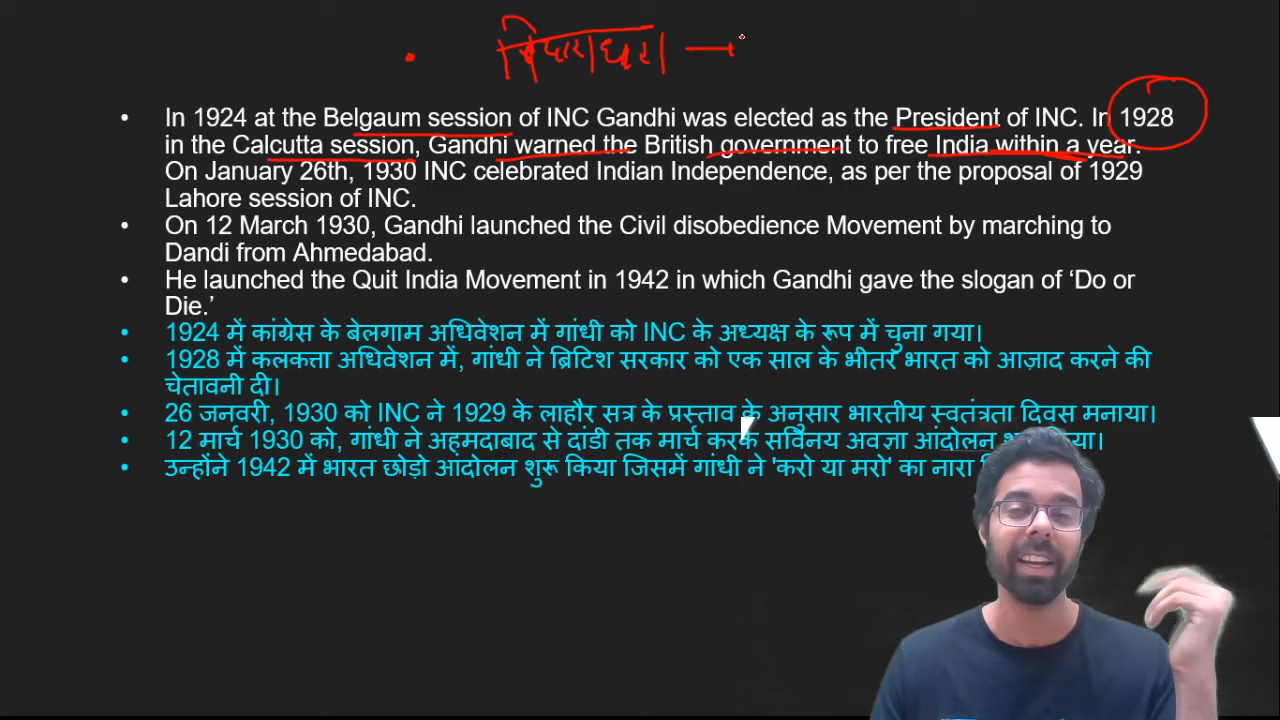 विचाराधारा →
• In 1924 at the Belgaum session of INC Gandhi was elected as the President of INC. In 1928
in the Calcutta session, Gandhi warned the British government to free India within a year.
On January 26th, 1930 INC celebrated Indian Independence, as per the proposal of 1929
Lahore session of INC.
• On 12 March 1930, Gandhi launched the Civil disobedience Movement by marching to
Dandi from Ahmedabad.
• He launched the Quit India Movement in 1942 in which Gandhi gave the slogan of ‘Do or
Die.’
• 1924 में कांग्रेस के बेलगाम अधिवेशन में गांधी को INC के अध्यक्ष के रूप में चुना गया।
• 1928 में कलकत्ता अधिवेशन में, गांधी ने ब्रिटिश सरकार को एक साल के भीतर भारत को आज़ाद करने की
चेतावनी दी।
• 26 जनवरी, 1930 को INC ने 1929 के लाहौर सत्र के प्रस्ताव के अनुसार भारतीय स्वतंत्रता दिवस मनाया।
• 12 मार्च 1930 को, गांधी ने अहमदाबाद से दांडी तक मार्च करके सविनय अवज्ञा आंदोलन किया।
• उन्होंने 1942 में भारत छोड़ो आंदोलन शुरू किया जिसमें गांधी ने 'करो या मरो' का नारा